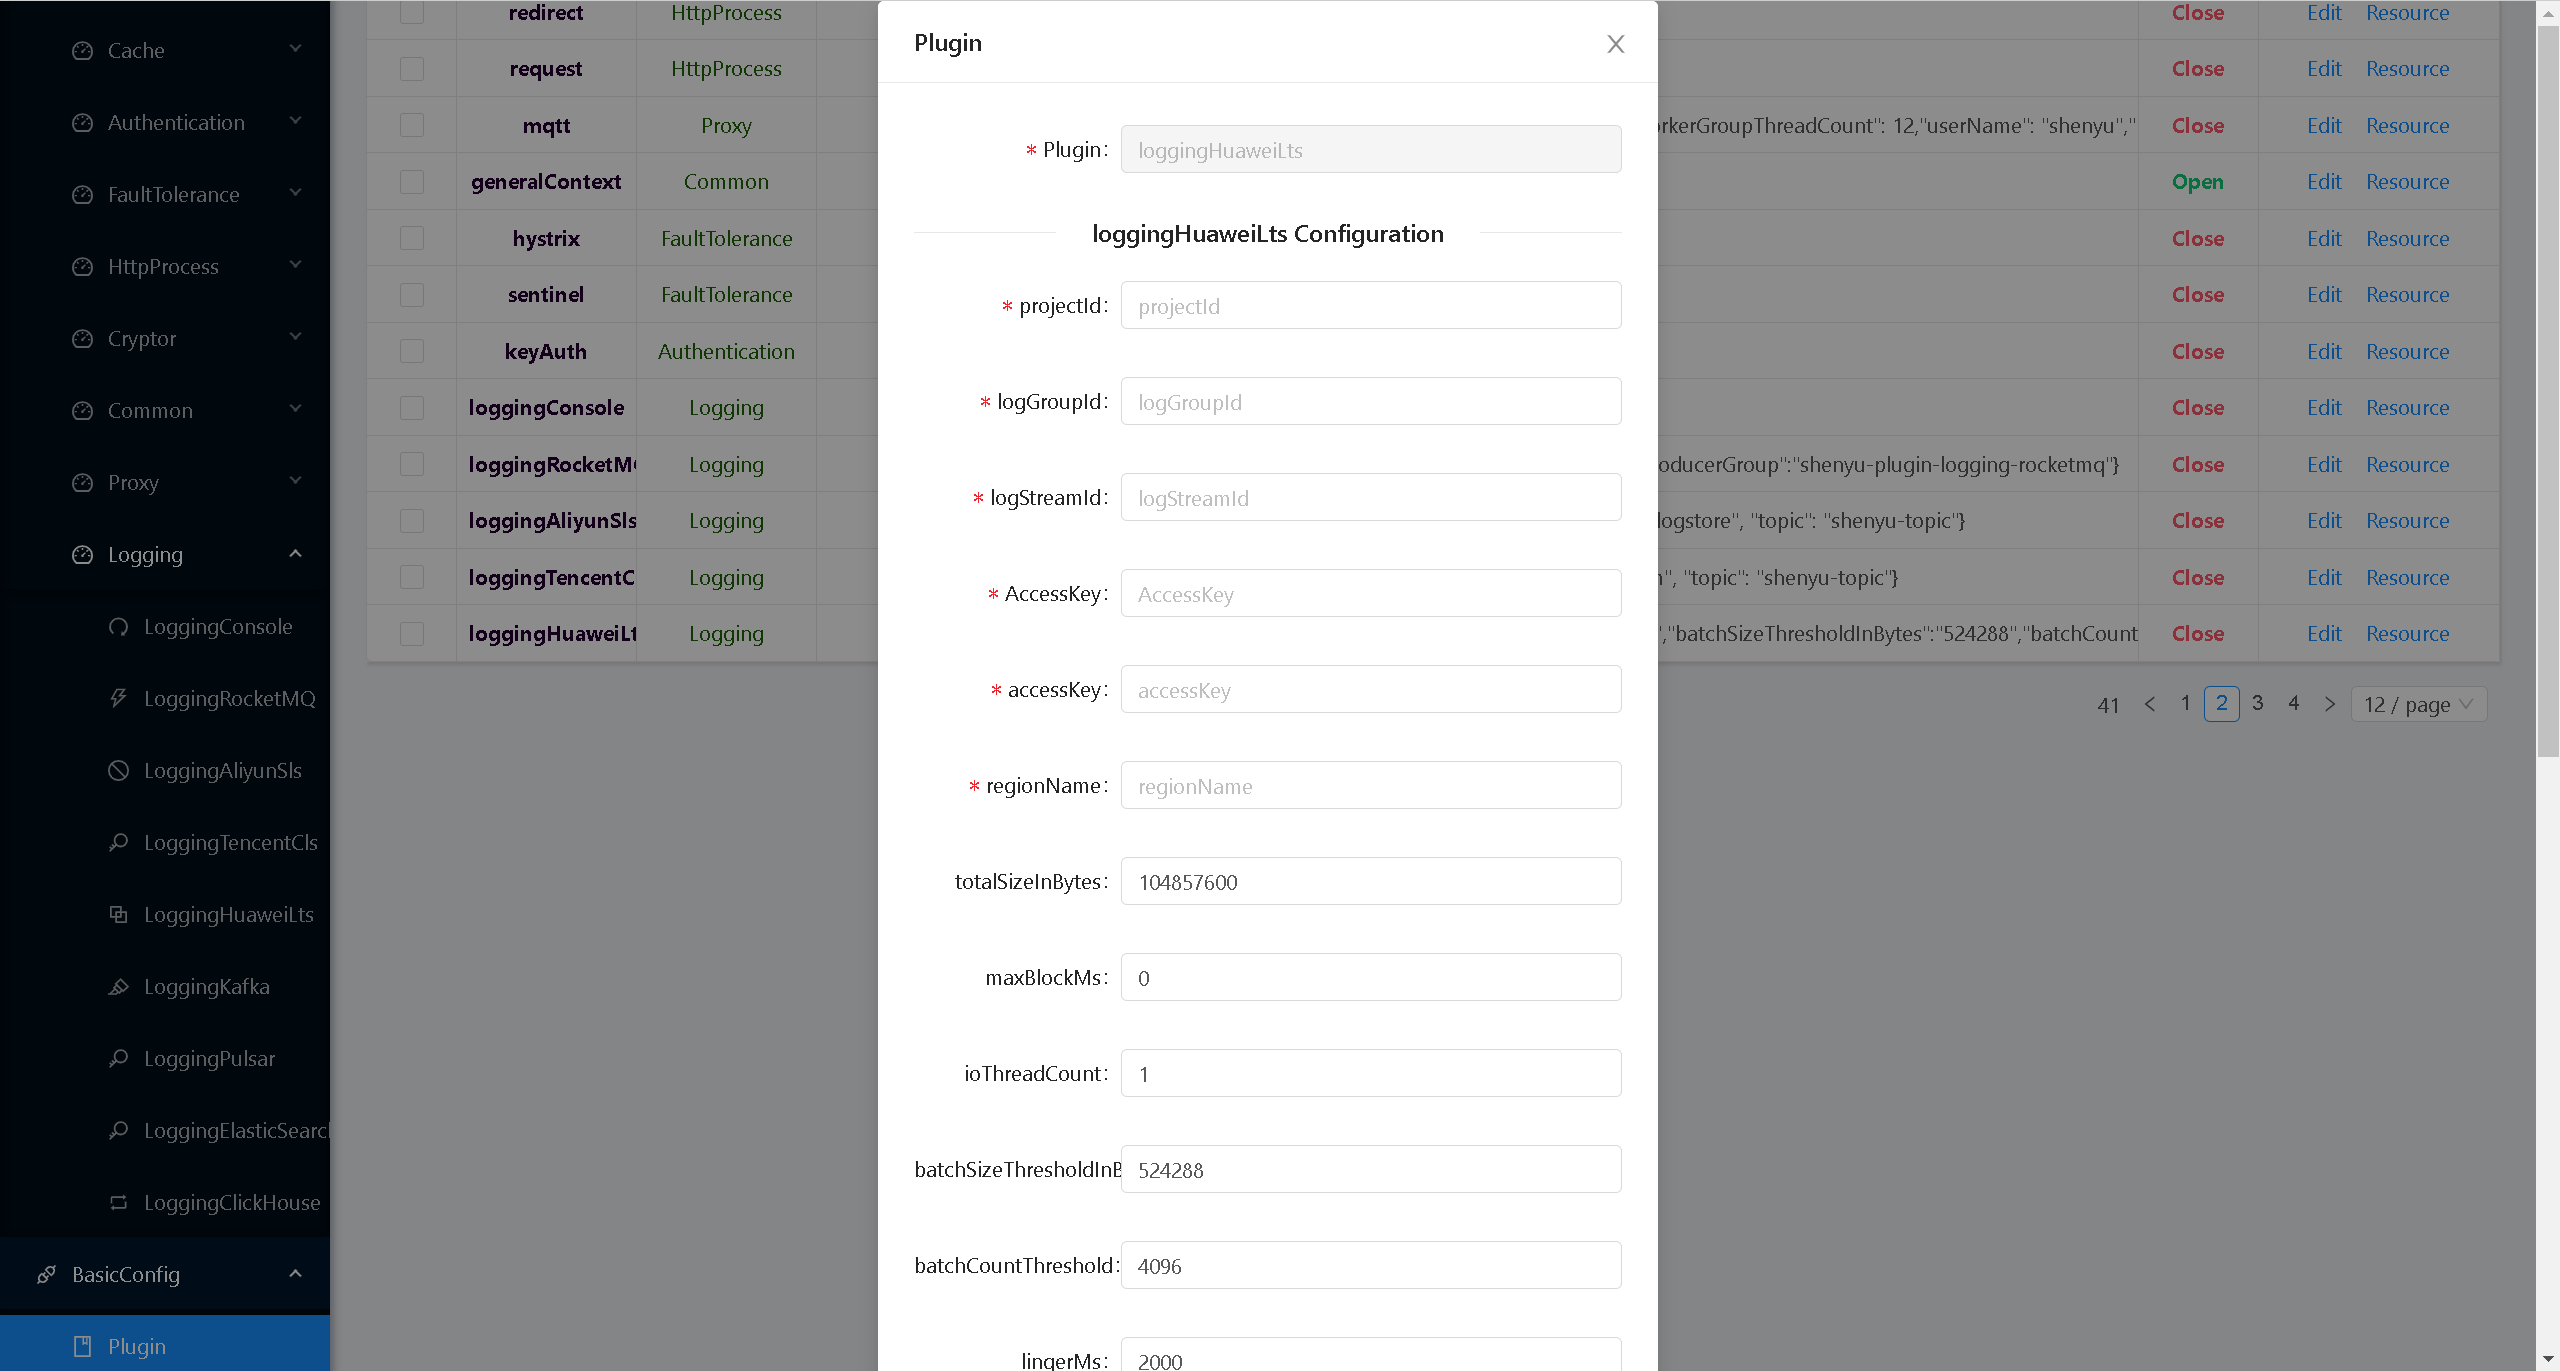 Cache
Authentication
FaultTolerance
HttpProcess
Cryptor
Common
Proxy
Logging
LoggingConsole
LoggingRocketMQ
LoggingAliyunSls
LoggingTencentCls
LoggingHuaweiLts
LoggingKafka
LoggingPulsar
LoggingElasticSearch
LoggingClickHouse
BasicConfig
Plugin
redirect HttpProcess Close Edit Resource
request HttpProcess Close Edit Resource
mqtt Proxy orkerGroupThreadCount": 12,"userName": "shenyu"," Close Edit Resource
generalContext Common Open Edit Resource
hystrix FaultTolerance Close Edit Resource
sentinel FaultTolerance Close Edit Resource
keyAuth Authentication Close Edit Resource
loggingConsole Logging Close Edit Resource
loggingRocketM Logging oducerGroup":"shenyu-plugin-logging-rocketmq"} Close Edit Resource
loggingAliyunSls Logging logstore", "topic": "shenyu-topic"} Close Edit Resource
loggingTencentC Logging ", "topic": "shenyu-topic"} Close Edit Resource
loggingHuaweiLt Logging ","batchSizeThresholdInBytes":"524288","batchCount Close Edit Resource
41 < 1 2 3 4 > 12 / page
Plugin
* Plugin: loggingHuaweiLts
loggingHuaweiLts Configuration
* projectId: projectId
* logGroupId: logGroupId
* logStreamId: logStreamId
* AccessKey: AccessKey
* accessKey: accessKey
* regionName: regionName
totalSizeInBytes: 104857600
maxBlockMs: 0
ioThreadCount: 1
batchSizeThresholdInB 524288
batchCountThreshold: 4096
lingerMs: 2000